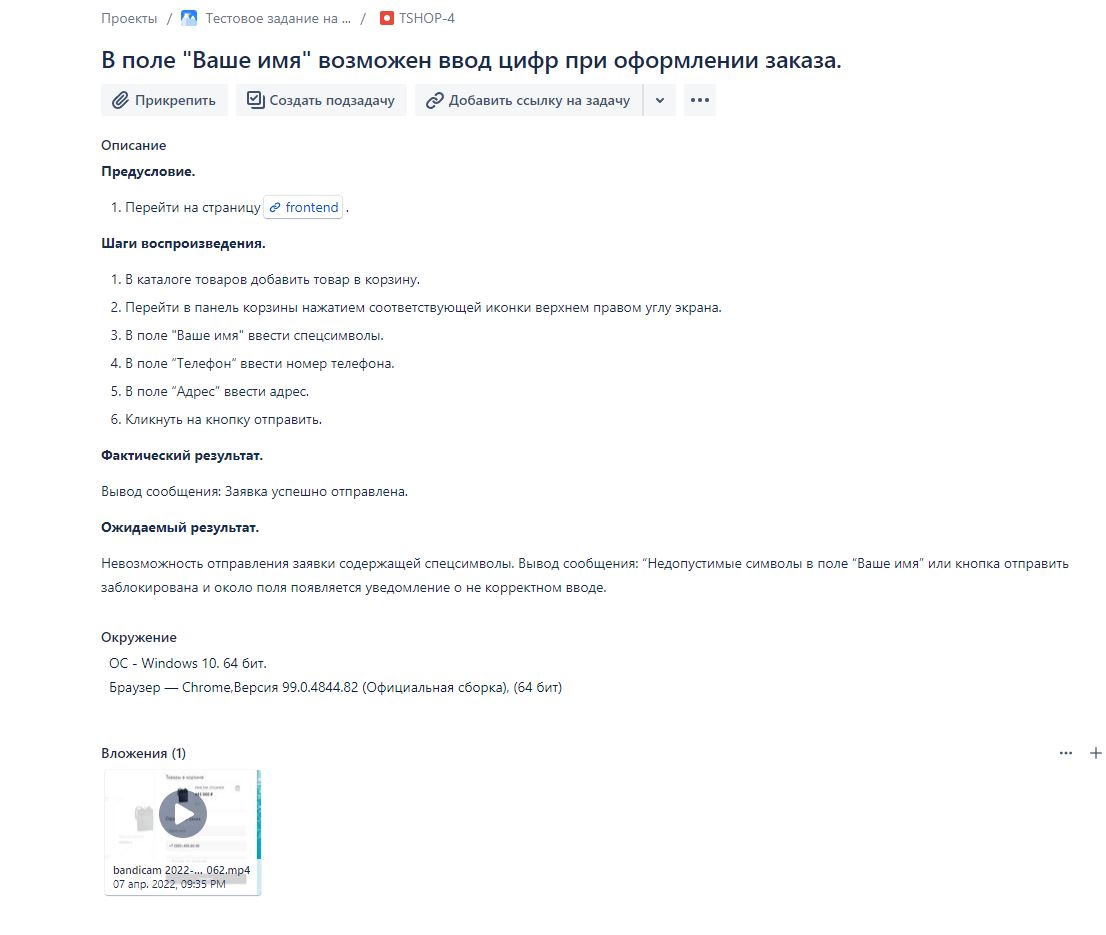 Проекты / Тестовое задание на ... / TSHOP-4
В поле "Ваше имя" возможен ввод цифр при оформлении заказа.
Прикрепить Создать подзадачу Добавить ссылку на задачу
Описание
Предусловие.
1. Перейти на страницу frontend .
Шаги воспроизведения.
1. В каталоге товаров добавить товар в корзину.
2. Перейти в панель корзины нажатием соответствующей иконки верхнем правом углу экрана.
3. В поле "Ваше имя" ввести спецсимволы.
4. В поле “Телефон” ввести номер телефона.
5. В поле “Адрес” ввести адрес.
6. Кликнуть на кнопку отправить.
Фактический результат.
Вывод сообщения: Заявка успешно отправлена.
Ожидаемый результат.
Невозможность отправления заявки содержащей спецсимволы. Вывод сообщения: “Недопустимые символы в поле “Ваше имя” или кнопка отправить
заблокирована и около поля появляется уведомление о не корректном вводе.
Окружение
ОС - Windows 10. 64 бит.
Браузер — Chrome,Версия 99.0.4844.82 (Официальная сборка), (64 бит)
Вложения (1)
Товары в корзине
bandicam 2022-... 062.mp4
07 апр. 2022, 09:35 PM